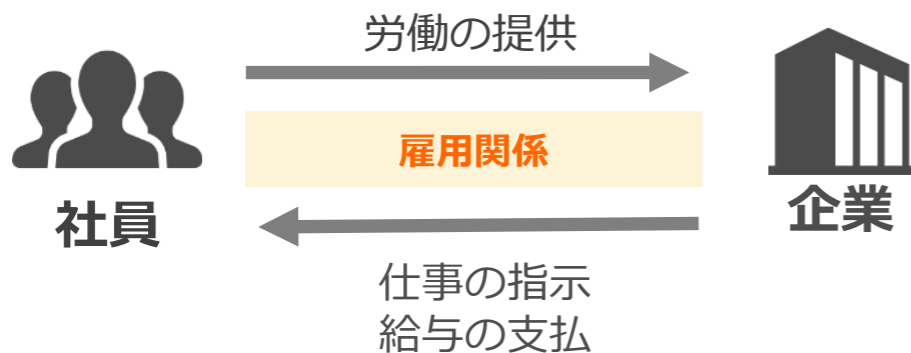 労働の提供
雇用関係
社員
企業
仕事の指示
給与の支払